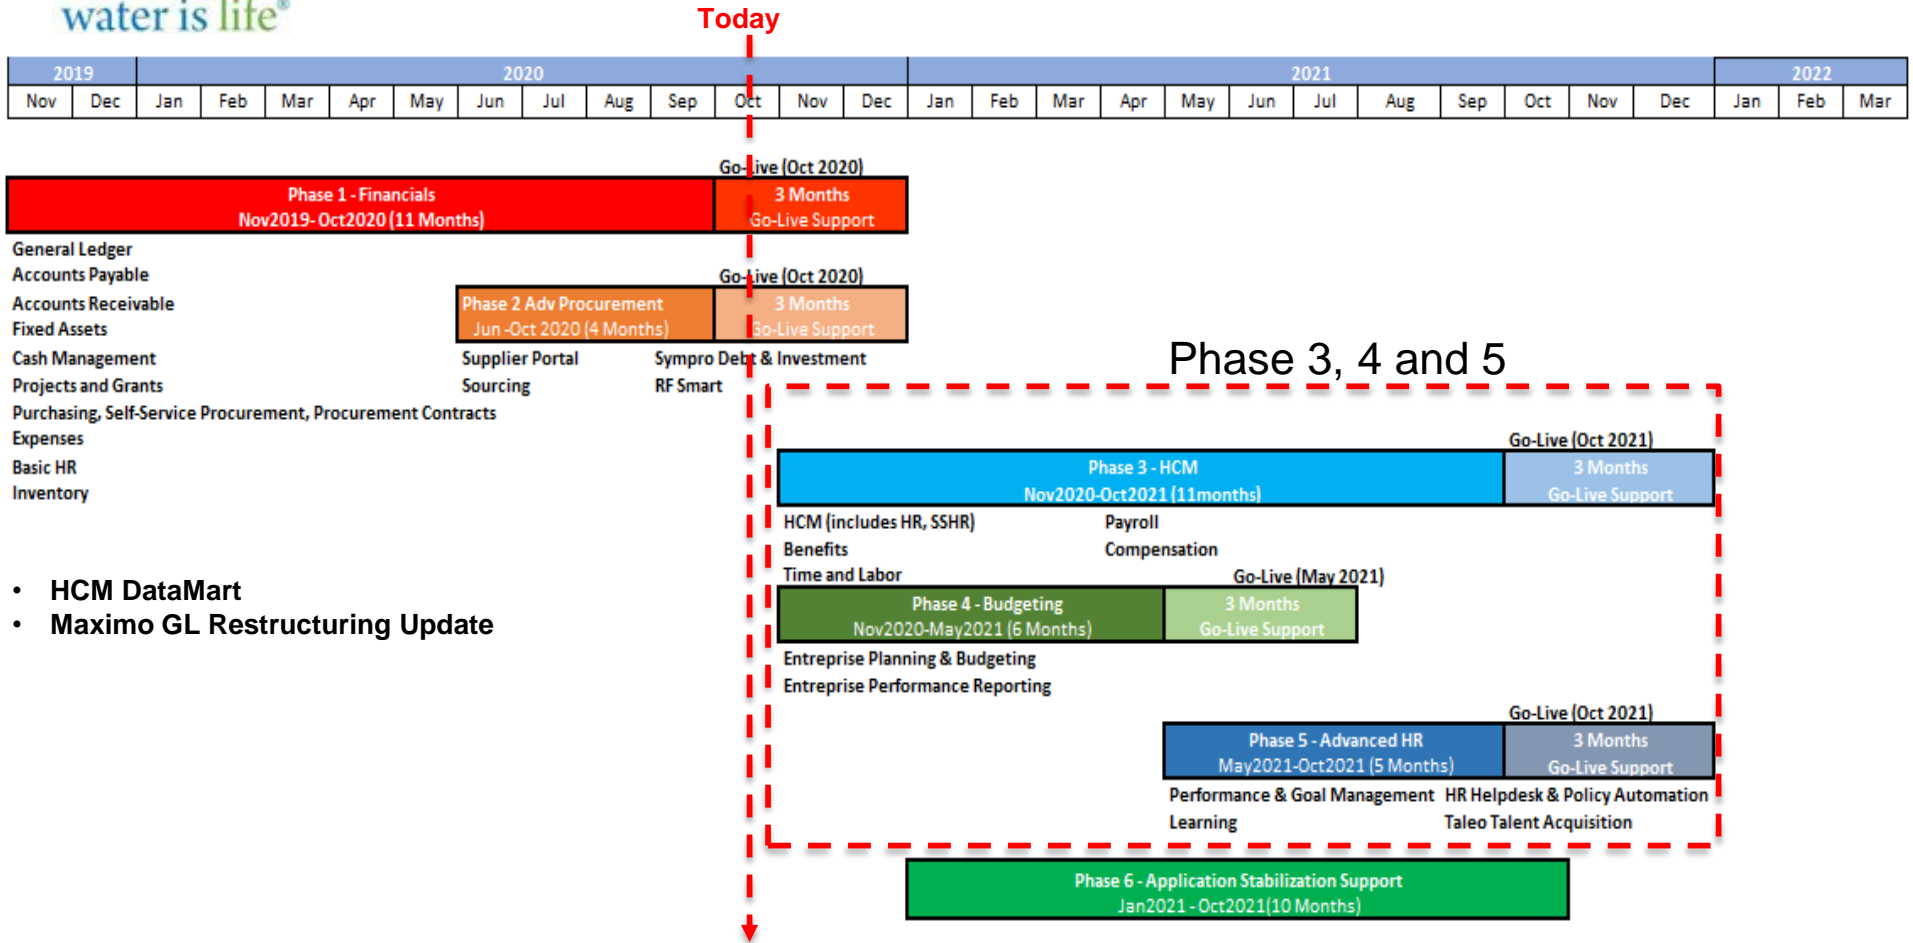 water is life®
Today
2019 2020 2021 2022
Nov Dec Jan Feb Mar Apr May Jun Jul Aug Sep Oct Nov Dec Jan Feb Mar Apr May Jun Jul Aug Sep Oct Nov Dec Jan Feb Mar
Go-Live (Oct 2020)
Phase 1 - Financials
Nov2019- Oct2020 (11 Months)
3 Months
Go-Live Support
General Ledger
Accounts Payable
Accounts Receivable
Fixed Assets
Cash Management
Projects and Grants
Purchasing, Self-Service Procurement, Procurement Contracts
Expenses
Basic HR
Inventory
Go-Live (Oct 2020)
Phase 2 Adv Procurement
Jun -Oct 2020 (4 Months)
3 Months
Go-Live Support
Supplier Portal
Sourcing
Sympro Debt & Investment
RF Smart
• HCM DataMart
• Maximo GL Restructuring Update
Phase 3, 4 and 5
Go-Live (Oct 2021)
Phase 3 - HCM
Nov2020-Oct2021 (11months)
3 Months
Go-Live Support
HCM (includes HR, SSHR)
Benefits
Time and Labor
Payroll
Compensation
Go-Live (May 2021)
Phase 4 - Budgeting
Nov2020-May2021 (6 Months)
3 Months
Go-Live Support
Entreprise Planning & Budgeting
Entreprise Performance Reporting
Go-Live (Oct 2021)
Phase 5 - Advanced HR
May2021-Oct2021 (5 Months)
3 Months
Go-Live Support
Performance & Goal Management
Learning
HR Helpdesk & Policy Automation
Taleo Talent Acquisition
Phase 6 - Application Stabilization Support
Jan2021 - Oct2021(10 Months)